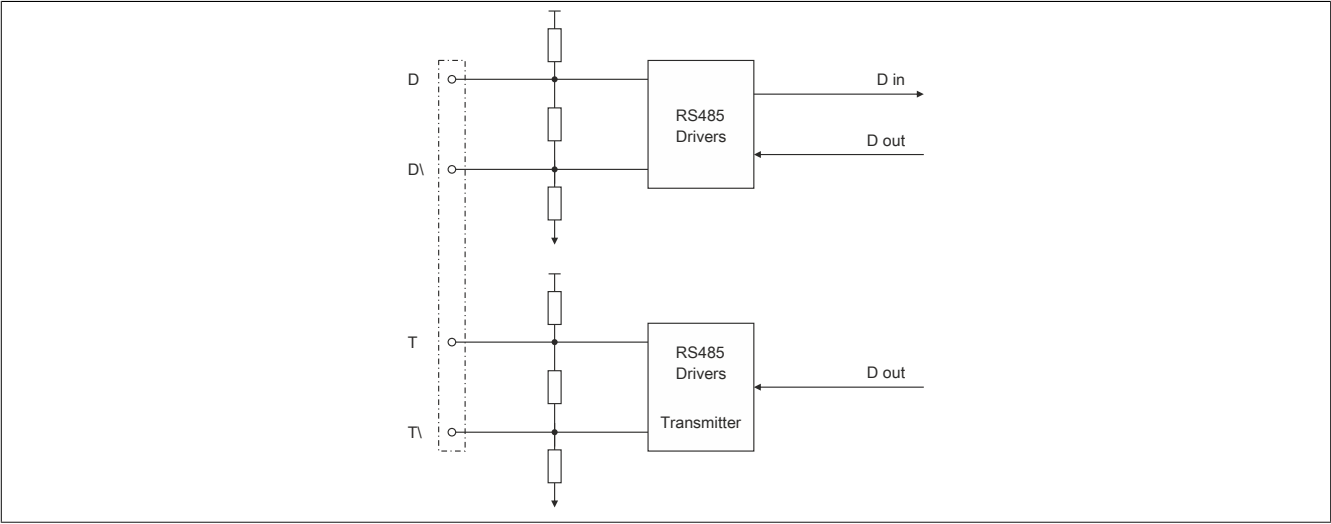 D
D in
RS485
Drivers
D out
D\
T
RS485
Drivers
D out
Transmitter
T\